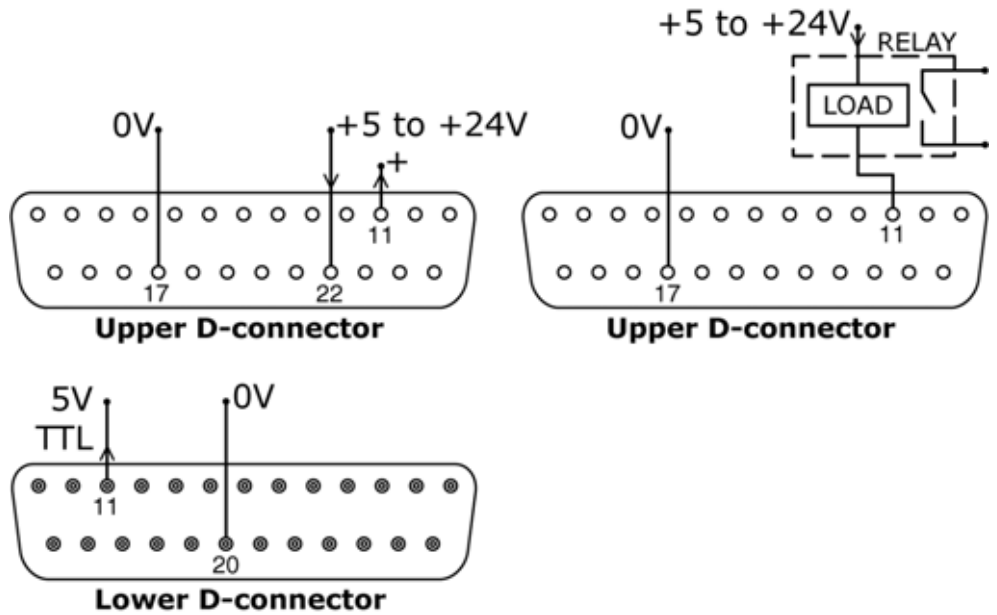 0V
+5 to +24V
+
11
17
22
Upper D-connector
+5 to +24V
RELAY
LOAD
0V
11
17
Upper D-connector
5V
TTL
0V
11
20
Lower D-connector